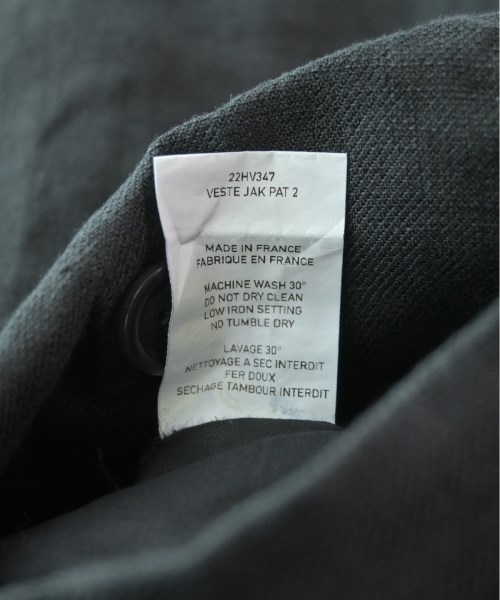 22HV347
VESTE JAK PAT 2
MADE IN FRANCE
FABRIQUE EN FRANCE
MACHINE WASH 30°
DO NOT DRY CLEAN
LOW IRON SETTING
NO TUMBLE DRY
LAVAGE 30°
NETTOYAGE A SEC INTERDIT
FER DOUX
SECHAGE TAMBOUR INTERDIT